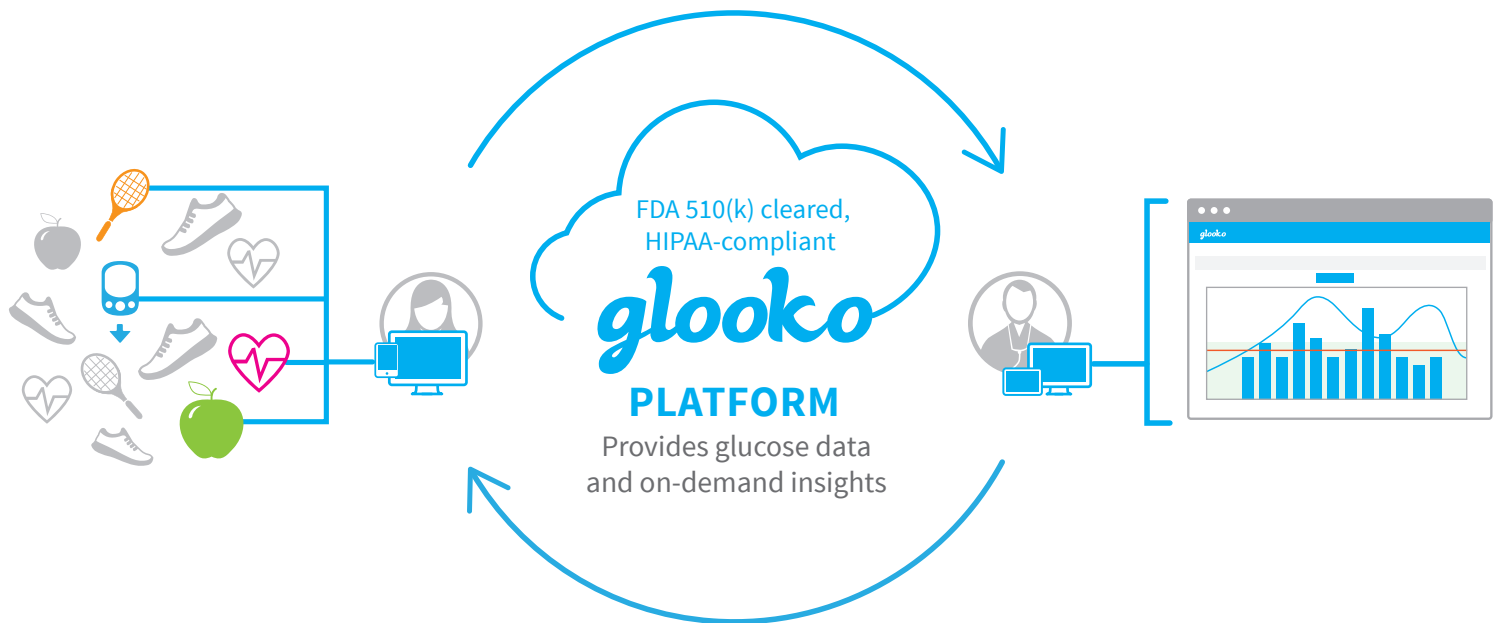 FDA 510(k) cleared,
HIPAA-compliant
glooko
PLATFORM
Provides glucose data
and on-demand insights
glooko